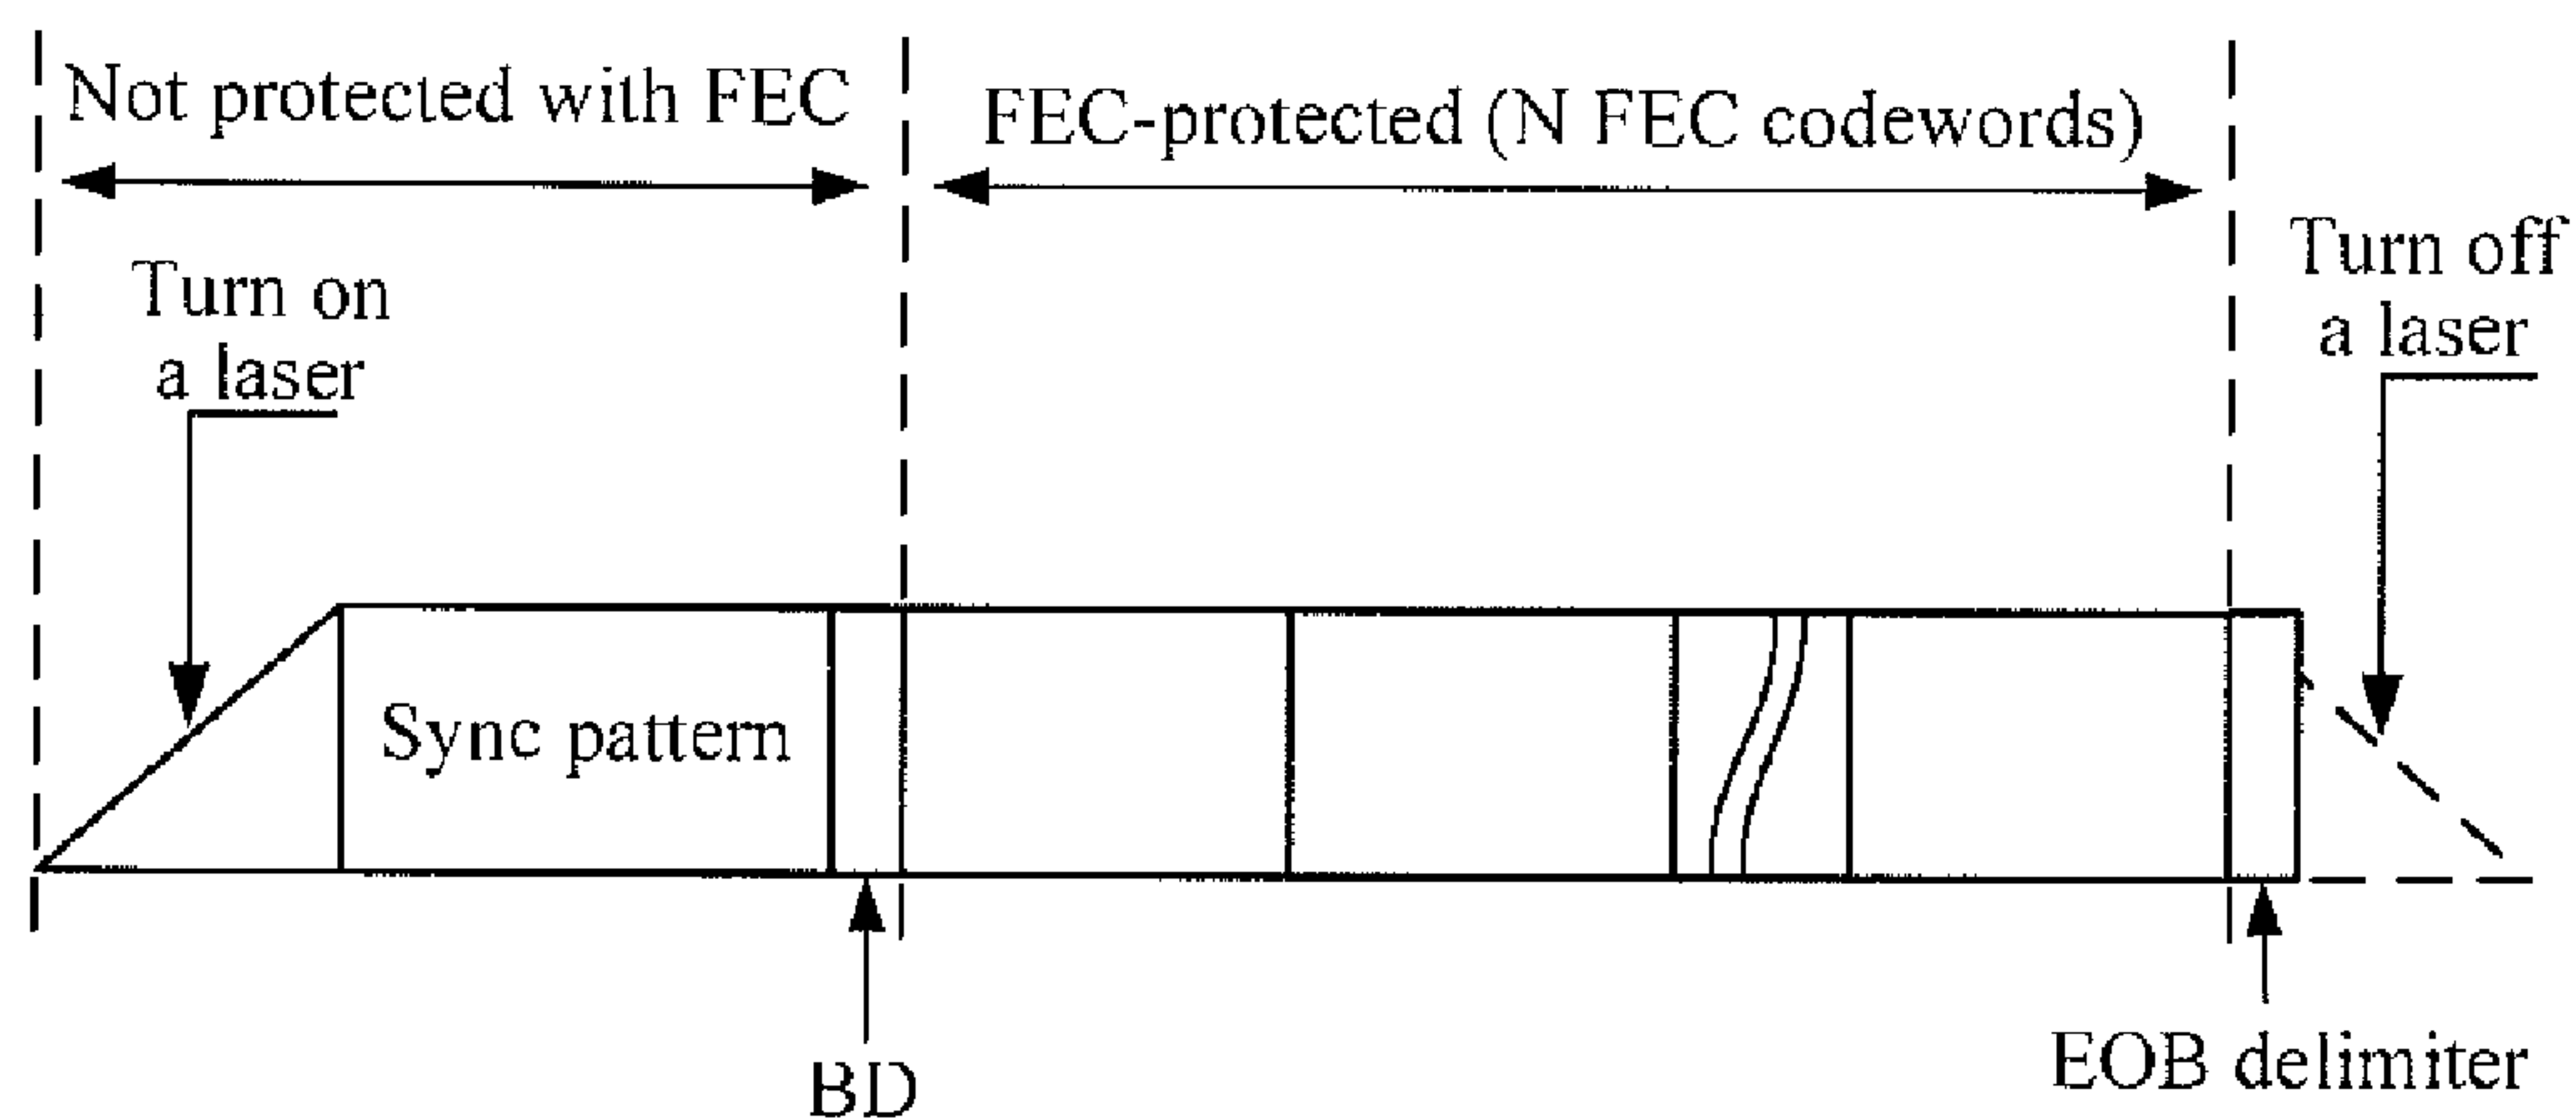 Not protected with FEC
FEC-protected (N FEC codewords)
Turn on
a laser
Turn off
a laser
Sync pattern
BD
EOB delimiter